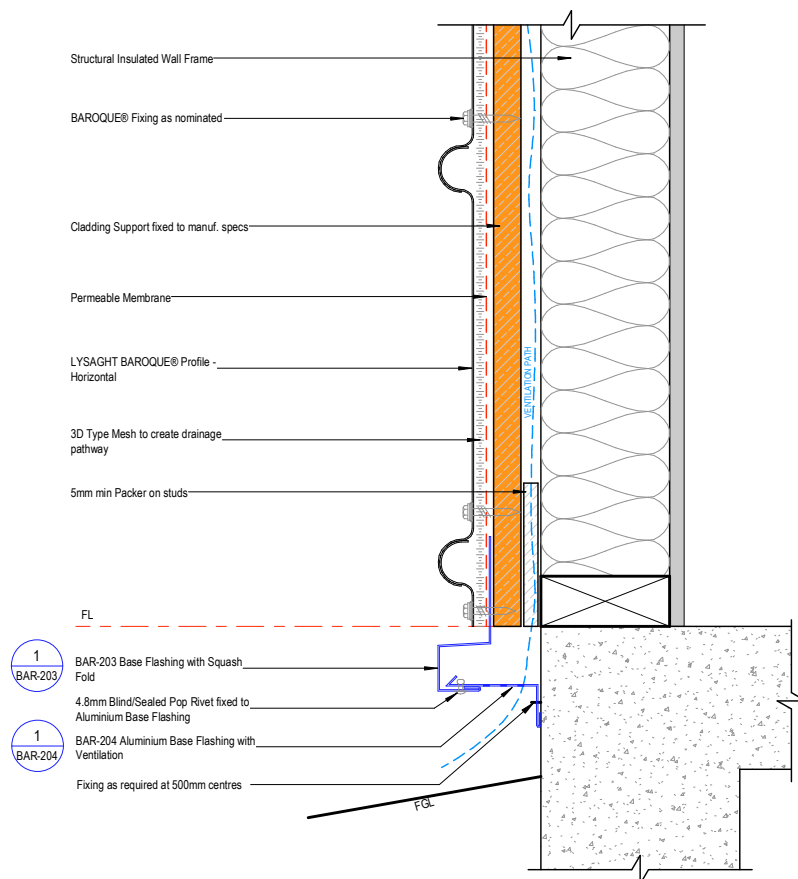 Structural Insulated Wall Frame
BAROQUE® Fixing as nominated
Cladding Support fixed to manuf. specs
Permeable Membrane
LYSAGHT BAROQUE® Profile -
Horizontal
3D Type Mesh to create drainage
pathway
5mm min Packer on studs
VENTILATION PATH
FL
1
BAR-203
BAR-203 Base Flashing with Squash
Fold
4.8mm Blind/Sealed Pop Rivet fixed to
Aluminium Base Flashing
1
BAR-204
BAR-204 Aluminium Base Flashing with
Ventilation
Fixing as required at 500mm centres
FGL